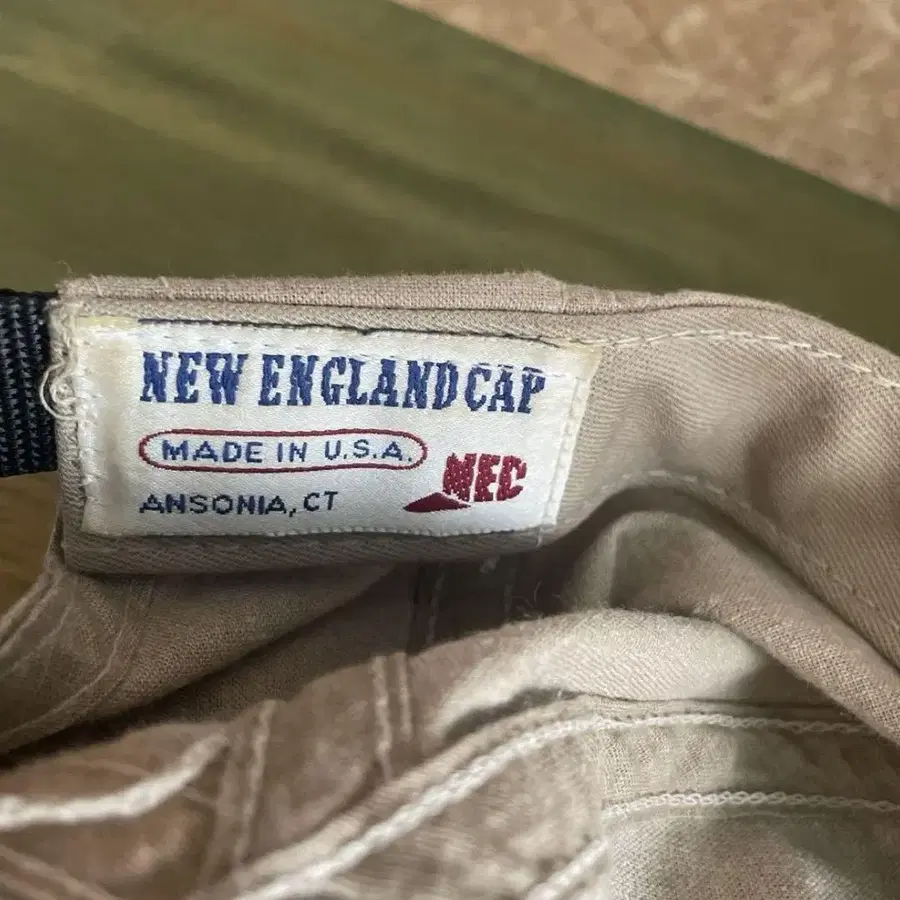 NEW ENGLAND CAP
MADE IN U.S.A.
NEC
ANSONIA, CT